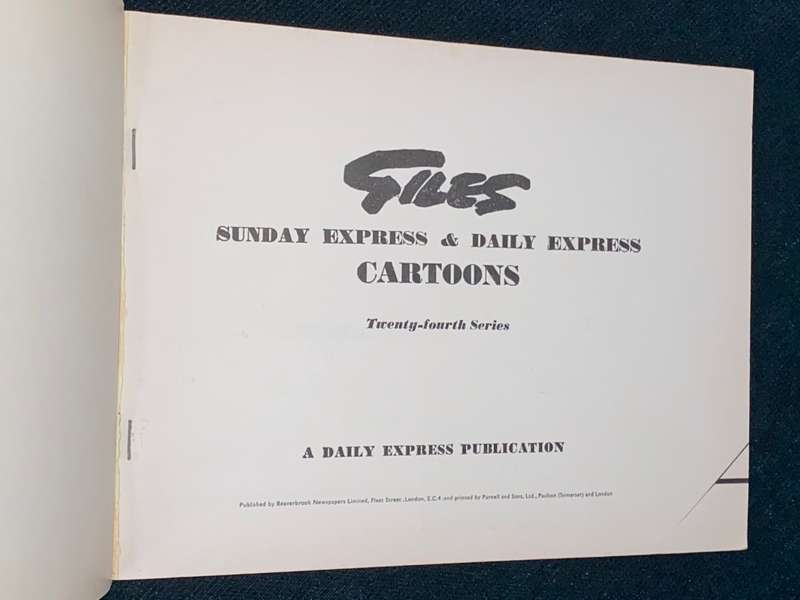 GILES
SUNDAY EXPRESS & DAILY EXPRESS
CARTOONS
Twenty-fourth Series
A DAILY EXPRESS PUBLICATION
Published by Beaverbrook Newspapers Limited, Fleet Street, London, E.C.4 and printed by Purnell and Sons, Ltd., Paulton (Somerset) and London